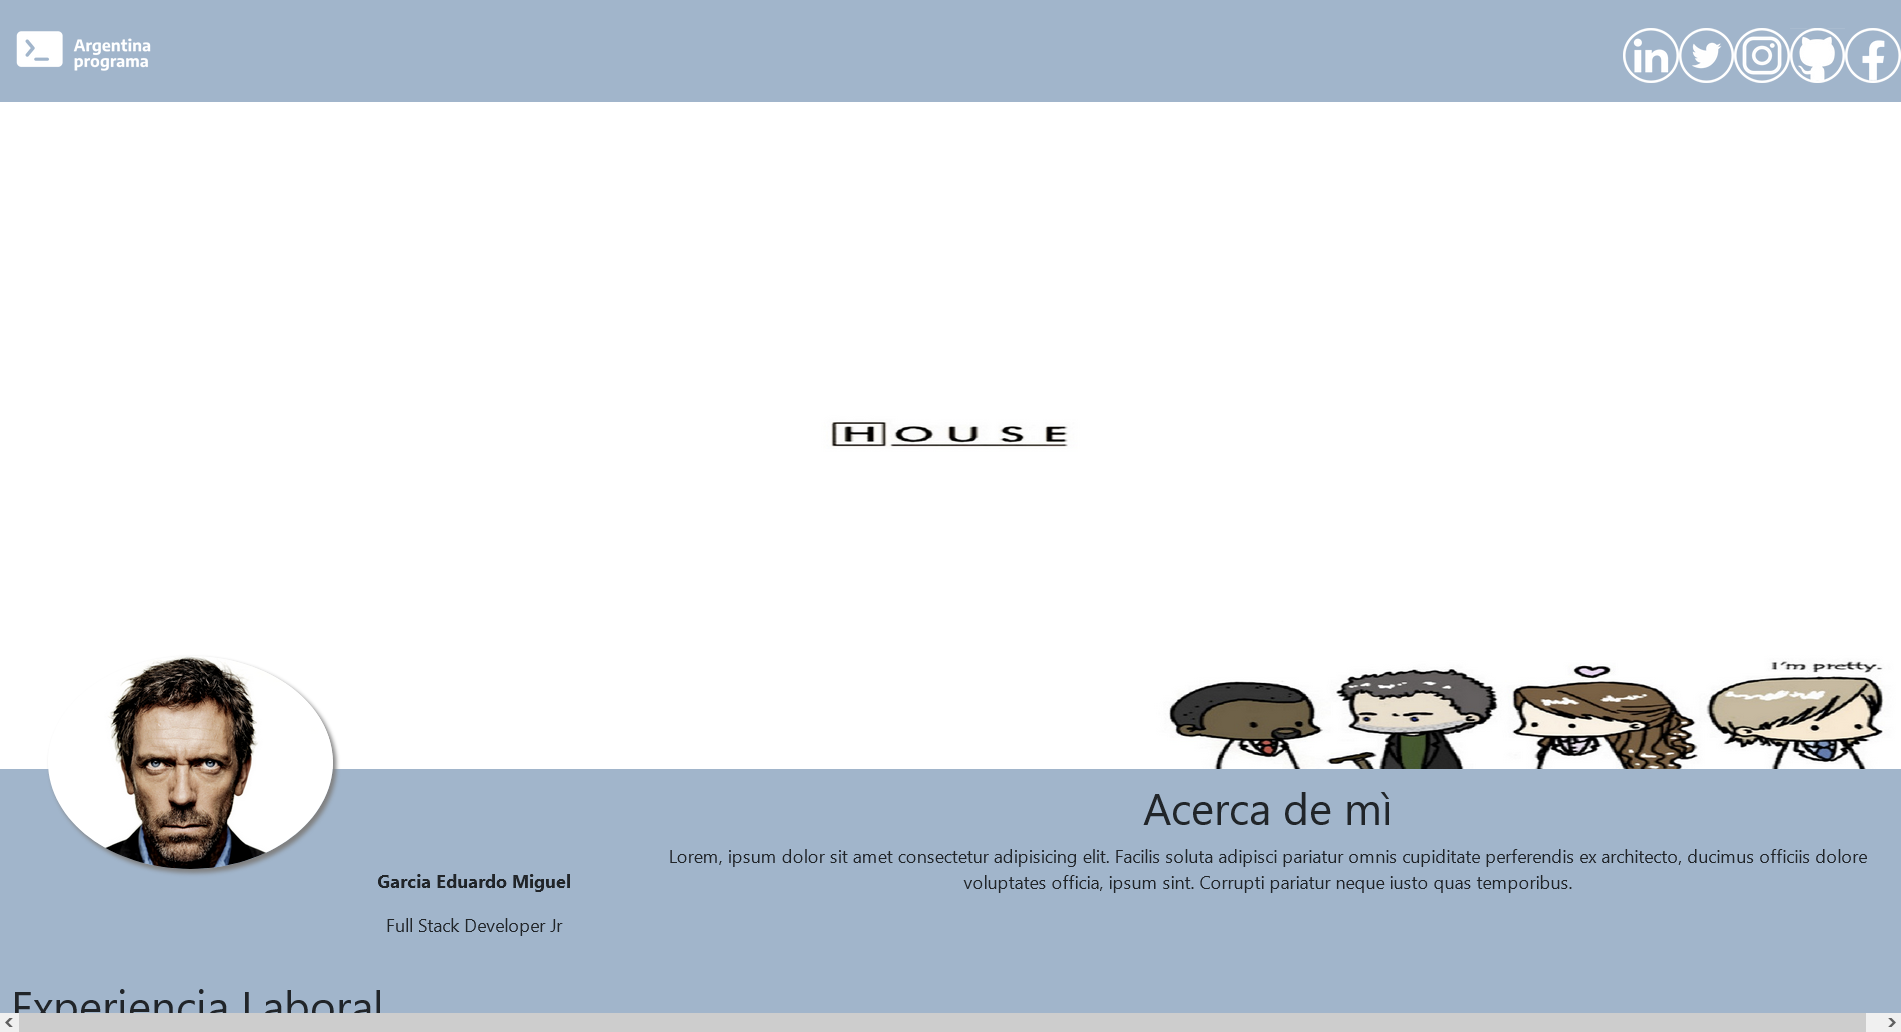 Argentina
programa
HOUSE
I'm pretty.
Acerca de mì
Lorem, ipsum dolor sit amet consectetur adipisicing elit. Facilis soluta adipisci pariatur omnis cupiditate perferendis ex architecto, ducimus officiis dolore
voluptates officia, ipsum sint. Corrupti pariatur neque iusto quas temporibus.
Garcia Eduardo Miguel
Full Stack Developer Jr
Experiencia Laboral